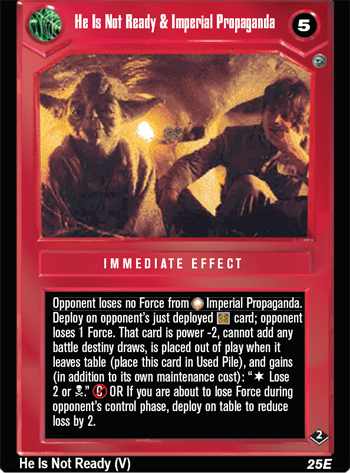 He Is Not Ready & Imperial Propaganda
5
IMMEDIATE EFFECT
Opponent loses no Force from Imperial Propaganda.
Deploy on opponent's just deployed card; opponent
loses 1 Force. That card is power -2, cannot add any
battle destiny draws, is placed out of play when it
leaves table (place this card in Used Pile), and gains
(in addition to its own maintenance cost): "✶ Lose
2 or ☠." C OR If you are about to lose Force during
opponent's control phase, deploy on table to reduce
loss by 2.
2
He Is Not Ready (V)
25E